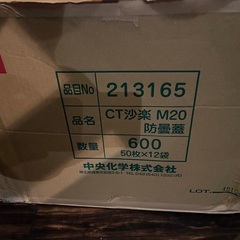 品目No 213165
品名 CT沙楽 M20
防曇蓋
数量 600
50枚×12袋
中央化学株式会社
LOT